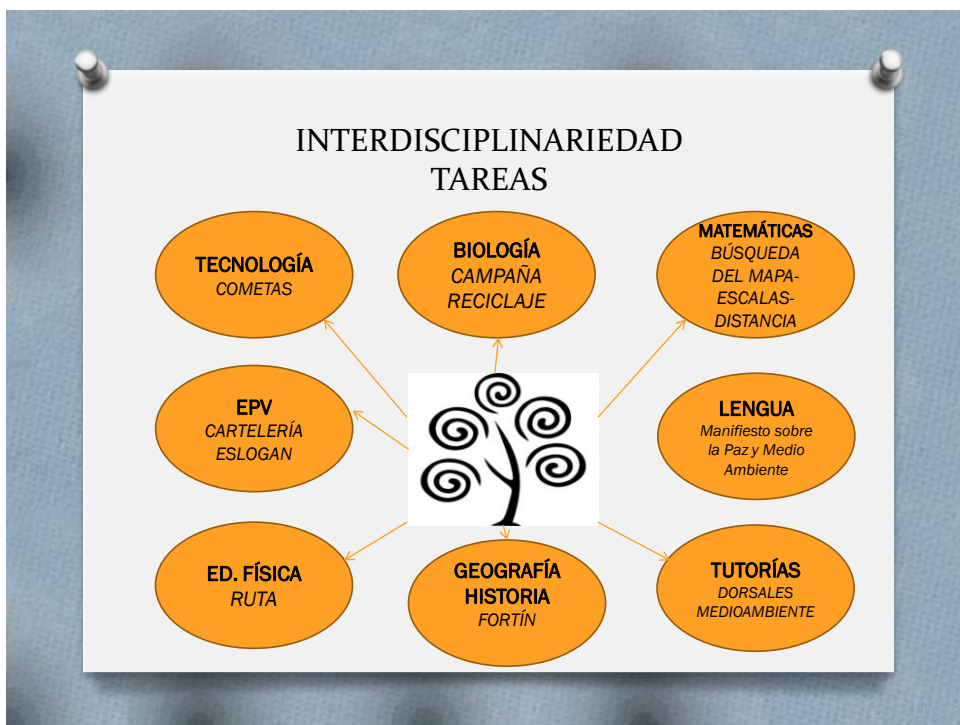 INTERDISCIPLINARIEDAD
TAREAS
TECNOLOGÍA
COMETAS
BIOLOGÍA
CAMPAÑA
RECICLAJE
MATEMÁTICAS
BÚSQUEDA
DEL MAPA-
ESCALAS-
DISTANCIA
EPV
CARTELERÍA
ESLOGAN
LENGUA
Manifiesto sobre
la Paz y Medio
Ambiente
ED. FÍSICA
RUTA
GEOGRAFÍA
HISTORIA
FORTÍN
TUTORÍAS
DORSALES
MEDIOAMBIENTE